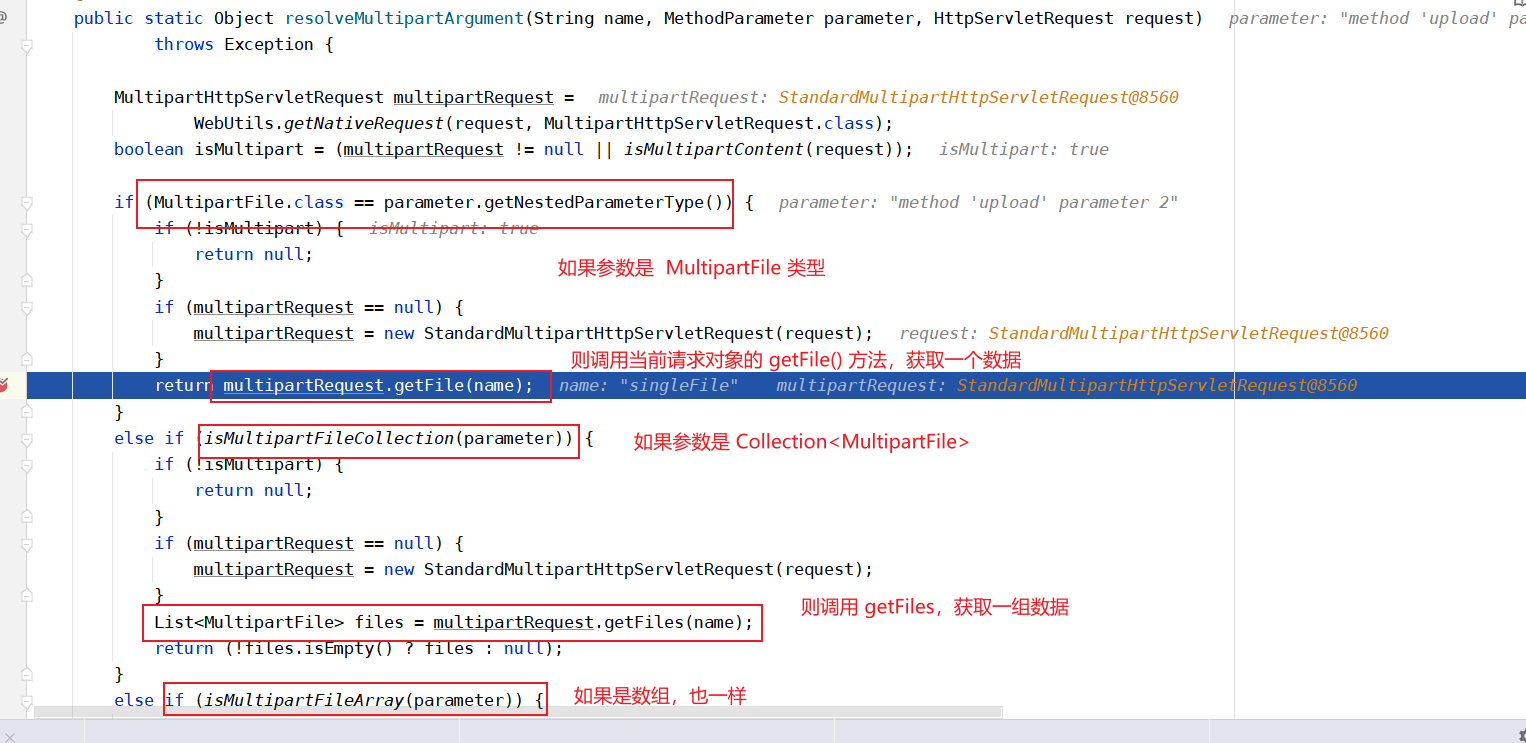 public static Object resolveMultipartArgument(String name, MethodParameter parameter, HttpServletRequest request) parameter: "method 'upload' pa
throws Exception {
MultipartHttpServletRequest multipartRequest = multipartRequest: StandardMultipartHttpServletRequest@8560
WebUtils.getNativeRequest(request, MultipartHttpServletRequest.class);
boolean isMultipart = (multipartRequest != null || isMultipartContent(request)); isMultipart: true
if (MultipartFile.class == parameter.getNestedParameterType()) { parameter: "method 'upload' parameter 2"
if (!isMultipart) { isMultipart: true
return null;
如果参数是 MultipartFile 类型
}
if (multipartRequest == null) {
multipartRequest = new StandardMultipartHttpServletRequest(request); request: StandardMultipartHttpServletRequest@8560
} 则调用当前请求对象的 getFile() 方法，获取一个数据
return multipartRequest.getFile(name); name: "singleFile" multipartRequest: StandardMultipartHttpServletRequest@8560
}
else if (isMultipartFileCollection(parameter)) { 如果参数是 Collection<MultipartFile>
if (!isMultipart) {
return null;
}
if (multipartRequest == null) {
multipartRequest = new StandardMultipartHttpServletRequest(request);
}
则调用 getFiles，获取一组数据
List<MultipartFile> files = multipartRequest.getFiles(name);
return (!files.isEmpty() ? files : null);
}
else if (isMultipartFileArray(parameter)) { 如果是数组，也一样